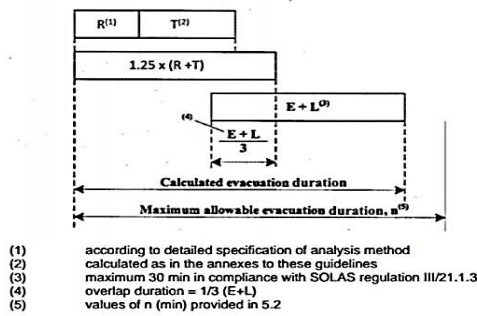 R(1) T(2)
1.25 x (R +T)
E + L(3)
(4)
E + L
3
Calculated evacuation duration
Maximum allowable evacuation duration, n(5)
(1) according to detailed specification of analysis method
(2) calculated as in the annexes to these guidelines
(3) maximum 30 min in compliance with SOLAS regulation III/21.1.3
(4) overlap duration = 1/3 (E+L)
(5) values of n (min) provided in 5.2